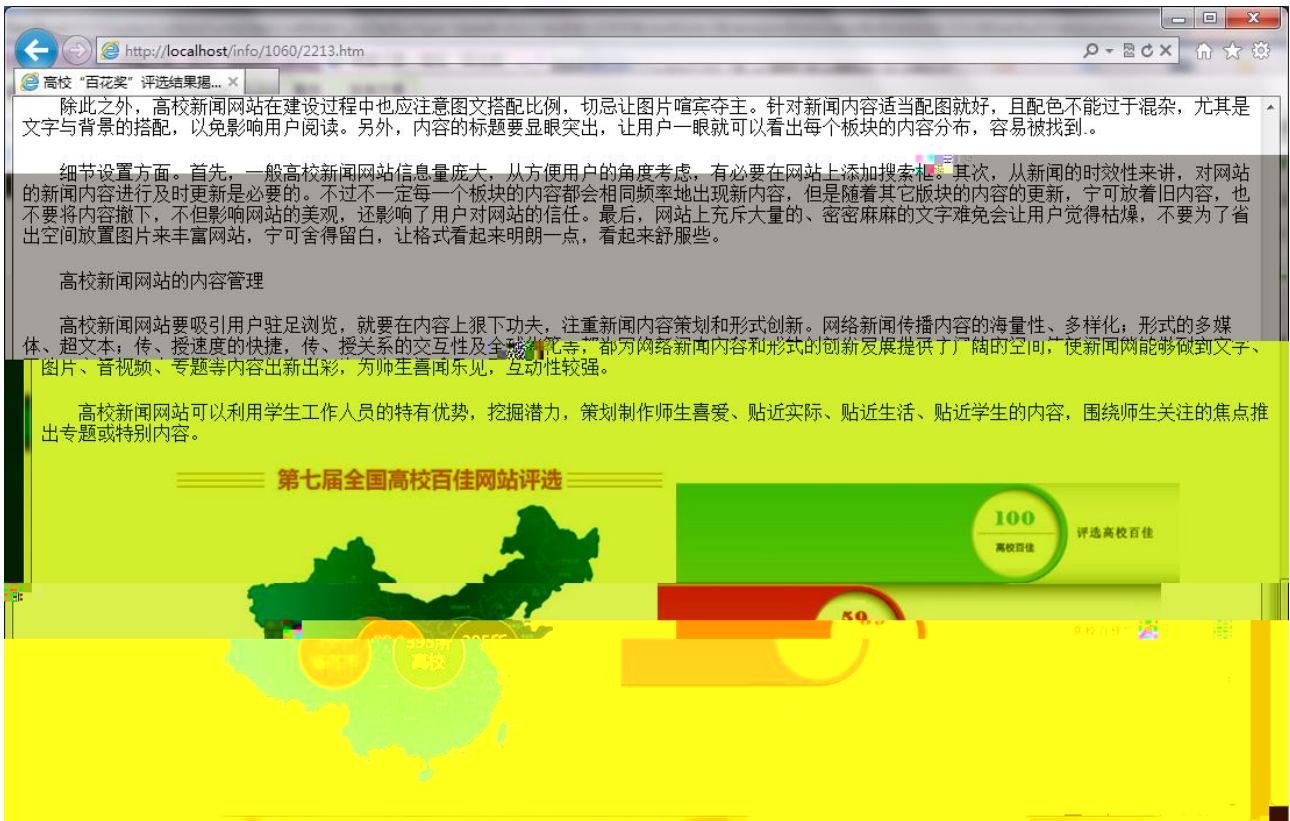 http://localhost/info/1060/2213.htm
高校“百花奖”评选结果揭...
除此之外，高校新闻网站在建设过程中也应注意图文搭配比例，切忌让图片喧宾夺主。针对新闻内容适当配图就好，且配色不能过于混杂，尤其是
文字与背景的搭配，以免影响用户阅读。另外，内容的标题要显眼突出，让用户一眼就可以看出每个板块的内容分布，容易被找到.。
细节设置方面。首先，一般高校新闻网站信息量庞大，从方便用户的角度考虑，有必要在网站上添加搜索 其次，从新闻的时效性来讲，对网站
的新闻内容进行及时更新是必要的。不过不一定每一个板块的内容都会相同频率地出现新内容，但是随着其它版块的内容的更新，宁可放着旧内容，也
不要将内容撤下，不但影响网站的美观，还影响了用户对网站的信任。最后，网站上充斥大量的、密密麻麻的文字难免会让用户觉得枯燥，不要为了省
出空间放置图片来丰富网站，宁可舍得留白，让格式看起来明朗一点，看起来舒服些。
高校新闻网站的内容管理
高校新闻网站要吸引用户驻足浏览，就要在内容上狠下功夫，注重新闻内容策划和形式创新。网络新闻传播内容的海量性、多样化；形式的多媒
体、超文本；传、授速度的快捷，传、授关系的交互性及全 化等，都为网络新闻内容和形式的创新发展提供了广阔的空间，使新闻网能够做到文字、
图片、音视频、专题等内容出新出彩，为师生喜闻乐见，互动性较强。
高校新闻网站可以利用学生工作人员的特有优势，挖掘潜力，策划制作师生喜爱、贴近实际、贴近生活、贴近学生的内容，围绕师生关注的焦点推
出专题或特别内容。
第七届全国高校百佳网站评选
100
高校百佳
评选高校百佳
395所
高校